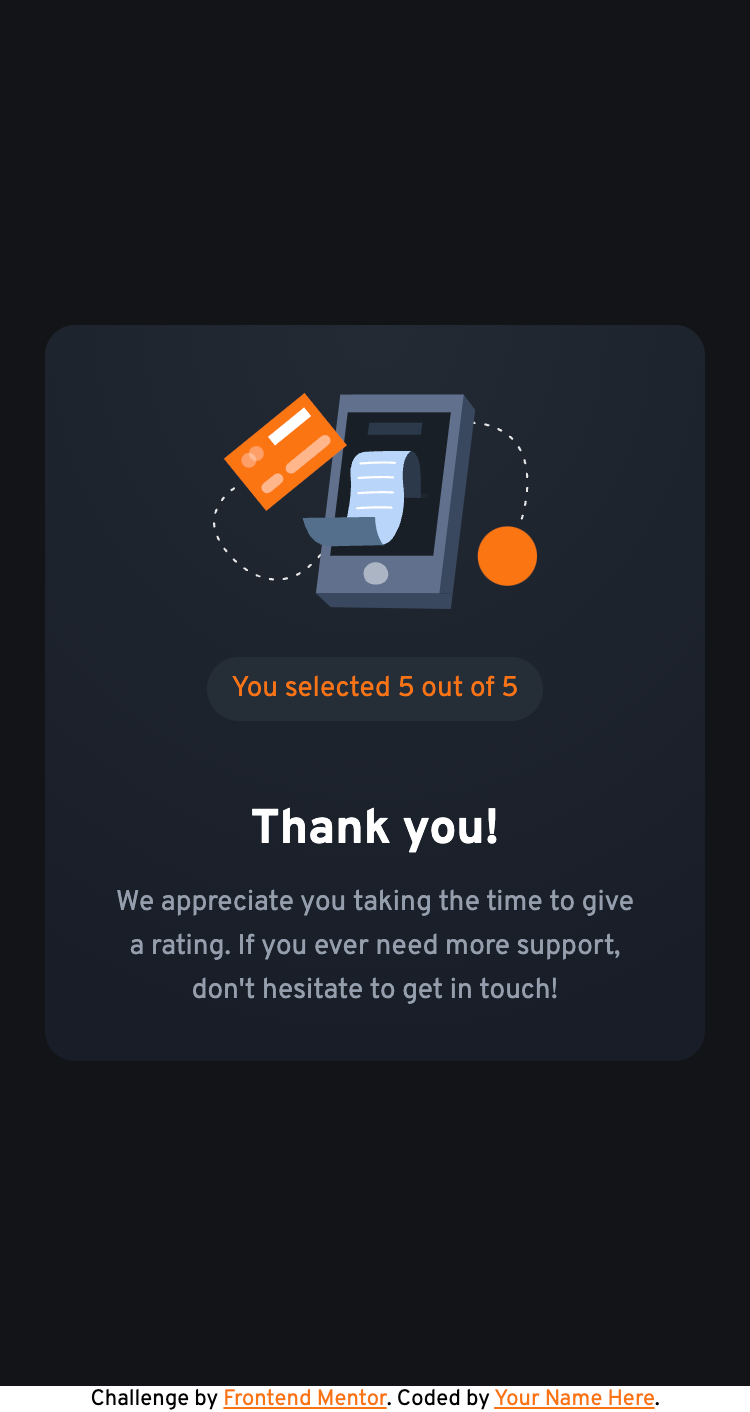 You selected 5 out of 5
Thank you!
We appreciate you taking the time to give
a rating. If you ever need more support,
don't hesitate to get in touch!
Challenge by Frontend Mentor. Coded by Your Name Here.